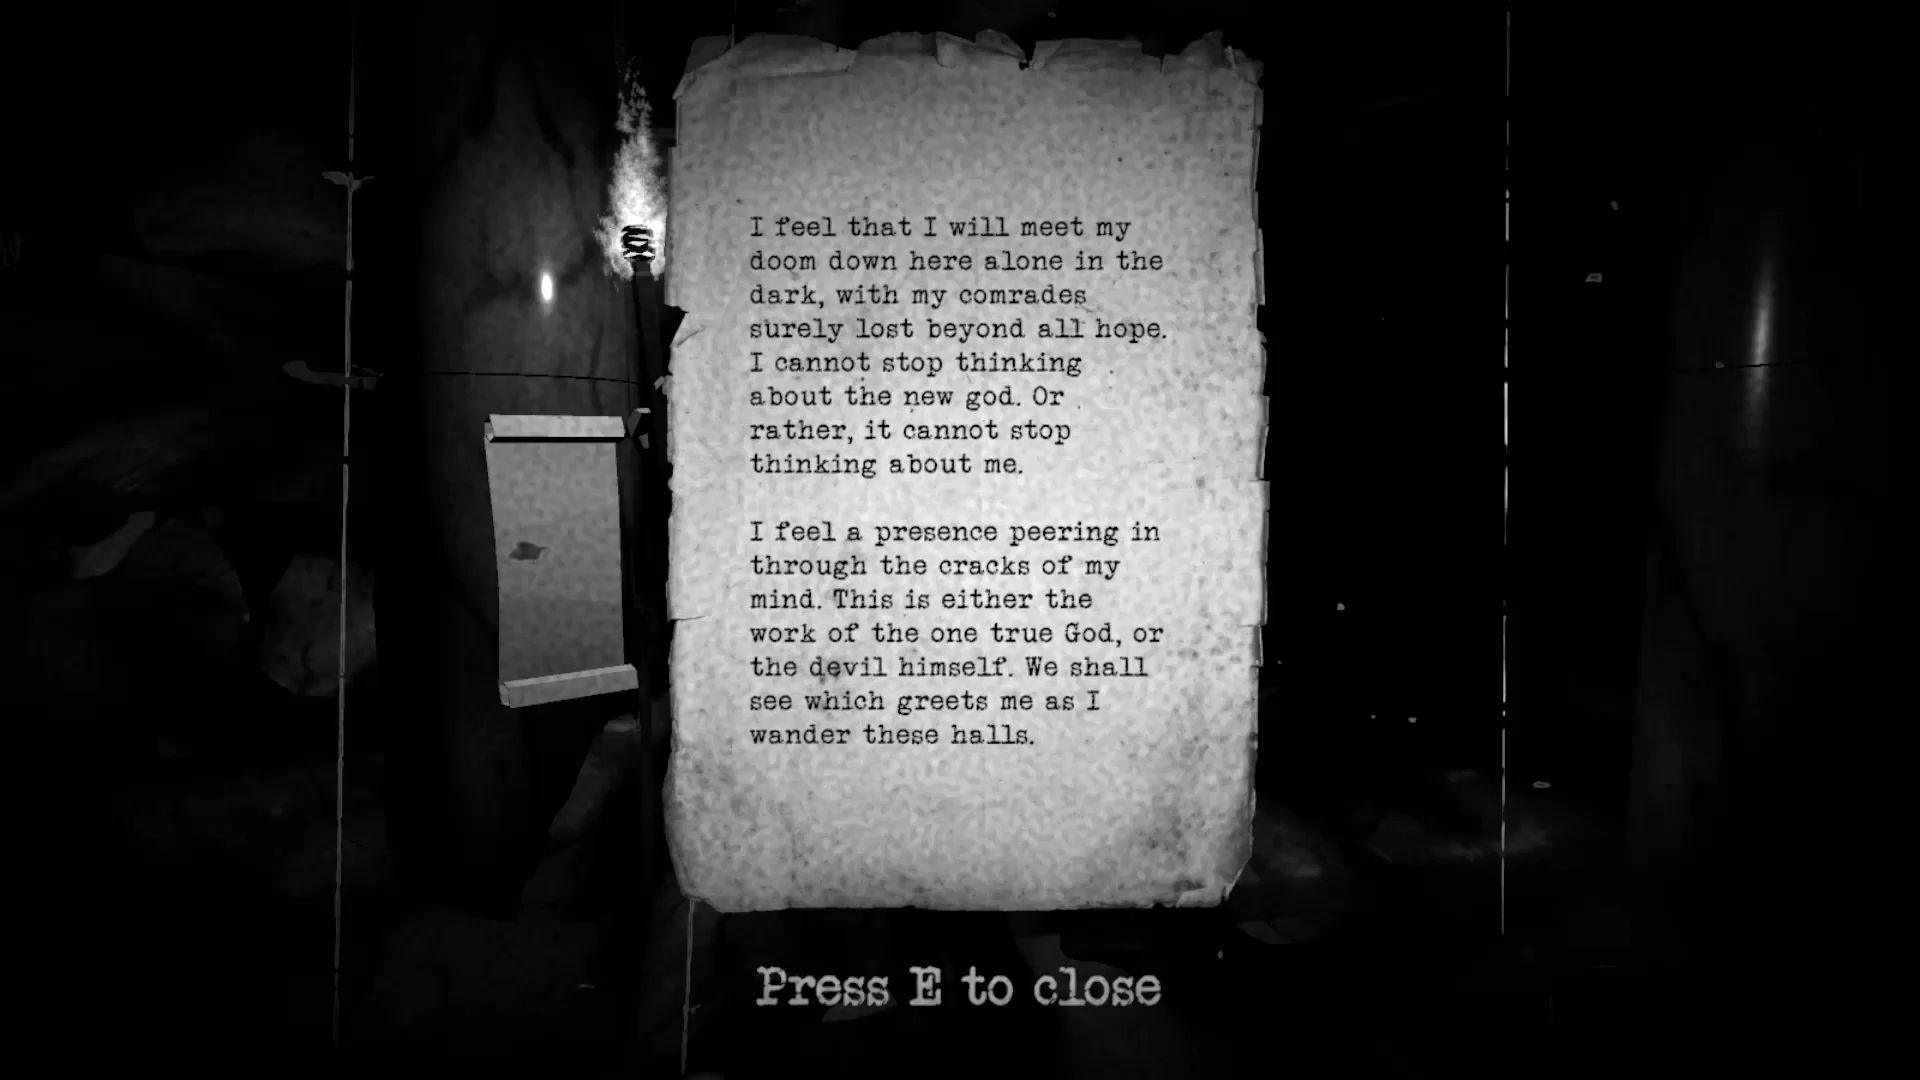 I feel that I will meet my
doom down here alone in the
dark, with my comrades
surely lost beyond all hope.
I cannot stop thinking
about the new god. Or
rather, it cannot stop
thinking about me.
I feel a presence peering in
through the cracks of my
mind. This is either the
work of the one true God, or
the devil himself. We shall
see which greets me as I
wander these halls.
Press E to close